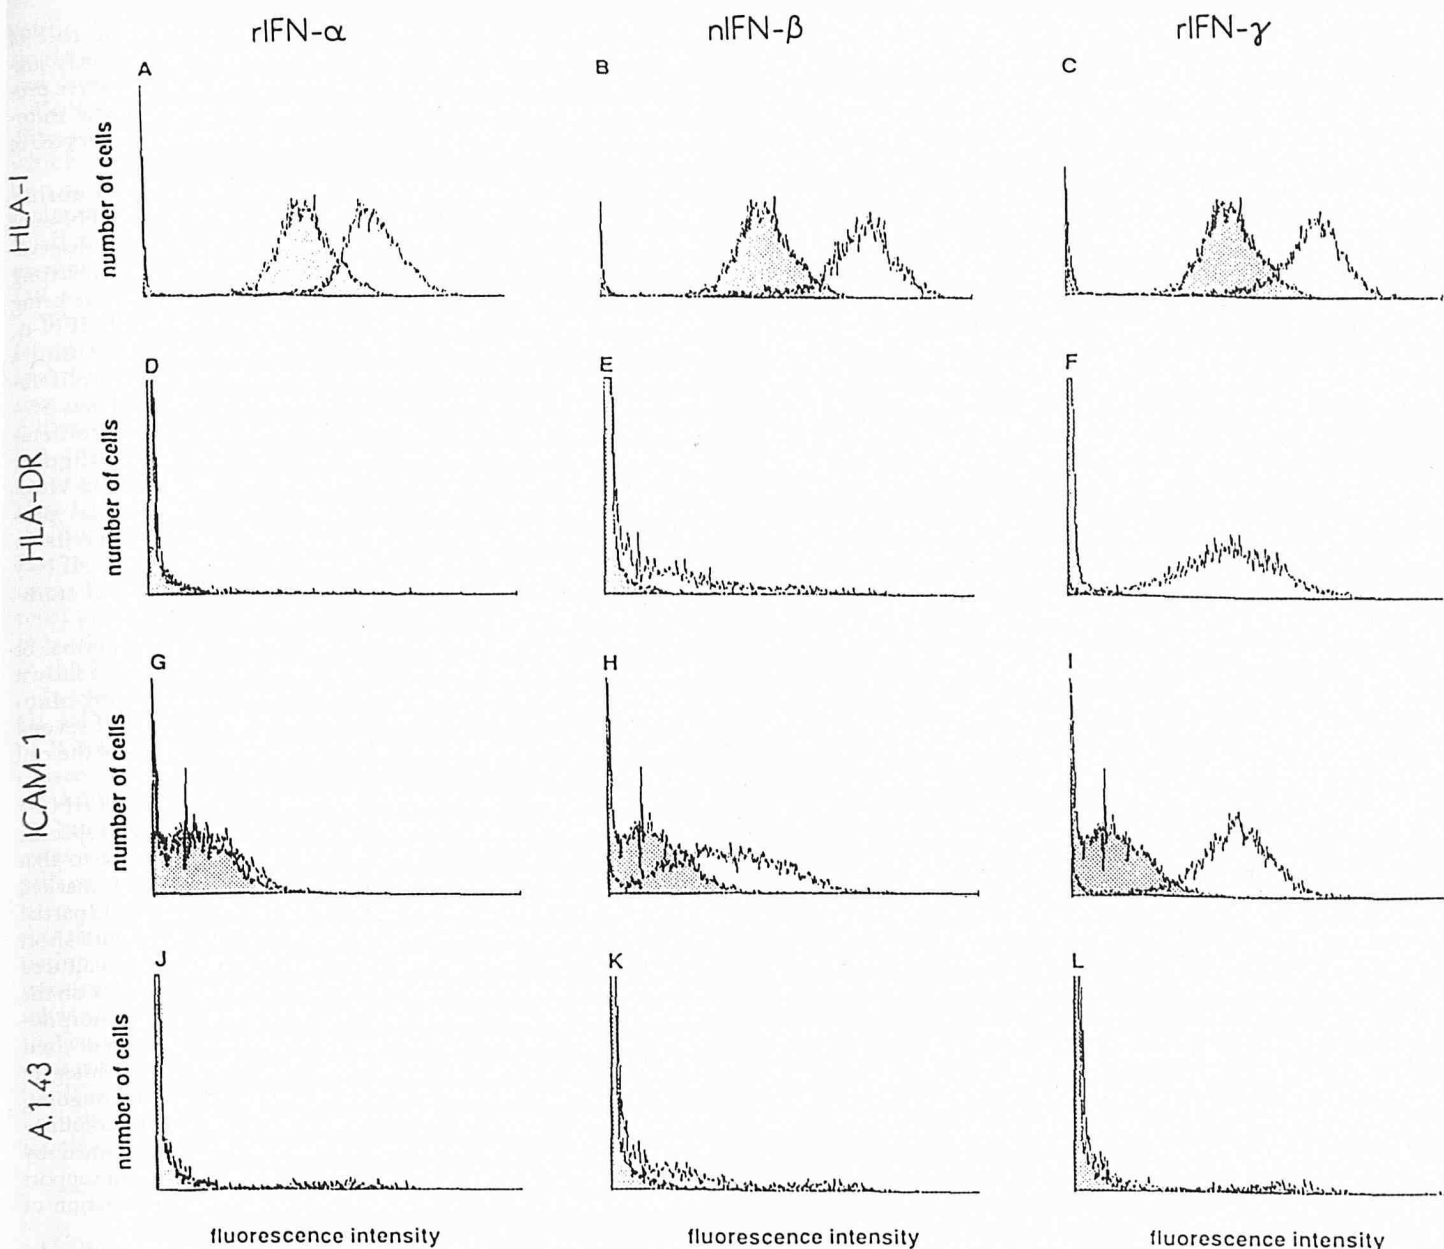 rIFN-α
nIFN-β
rIFN-γ
HLA-I
number of cells
A
B
C
HLA-DR
number of cells
D
E
F
ICAM-1
number of cells
G
H
I
A.1.43
number of cells
J
K
L
fluorescence intensity
fluorescence intensity
fluorescence intensity